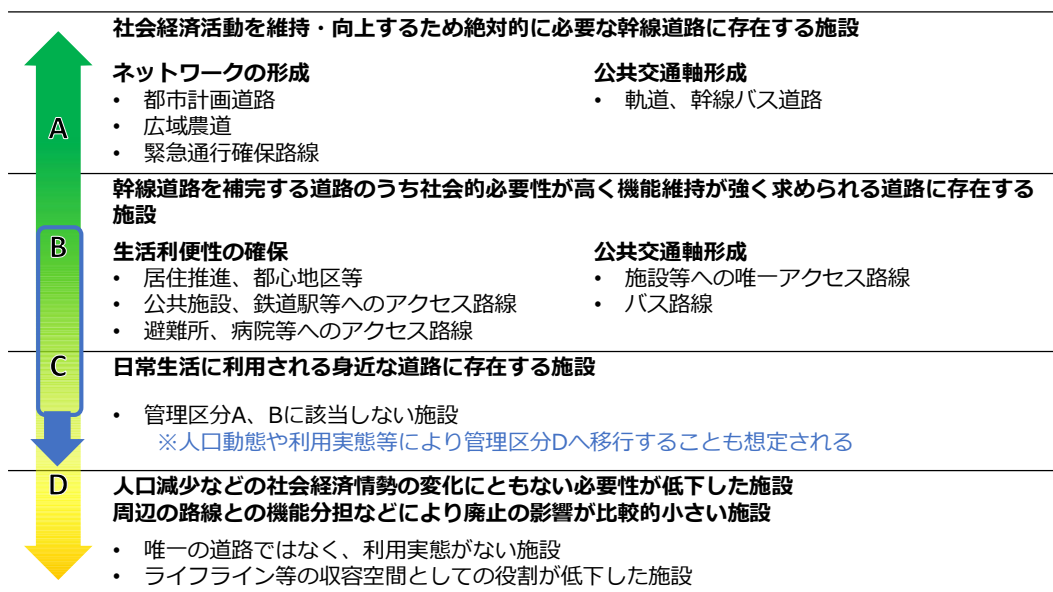 社会経済活動を維持・向上するため絶対的に必要な幹線道路に存在する施設
A
ネットワークの形成
• 都市計画道路
• 広域農道
• 緊急通行確保路線
公共交通軸形成
• 軌道、幹線バス道路
幹線道路を補完する道路のうち社会的必要性が高く機能維持が強く求められる道路に存在する
施設
B
生活利便性の確保
• 居住推進、都心地区等
• 公共施設、鉄道駅等へのアクセス路線
• 避難所、病院等へのアクセス路線
公共交通軸形成
• 施設等への唯一アクセス路線
• バス路線
C
日常生活に利用される身近な道路に存在する施設
• 管理区分A、Bに該当しない施設
※人口動態や利用実態等により管理区分Dへ移行することも想定される
D
人口減少などの社会経済情勢の変化にともない必要性が低下した施設
周辺の路線との機能分担などにより廃止の影響が比較的小さい施設
• 唯一の道路ではなく、利用実態がない施設
• ライフライン等の収容空間としての役割が低下した施設